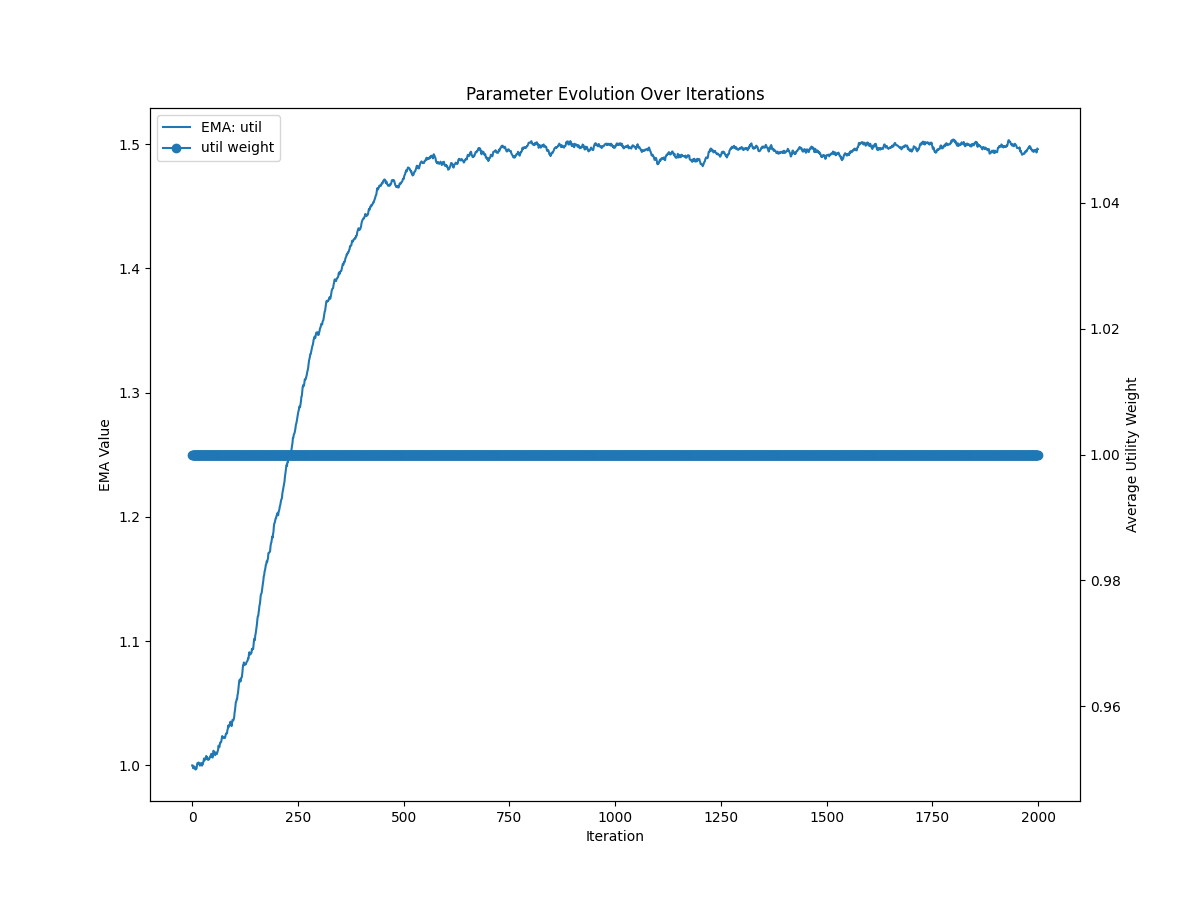 Parameter Evolution Over Iterations
EMA: util
util weight
1.5
1.4
1.3
1.2
1.1
1.0
EMA Value
1.04
1.02
1.00
0.98
0.96
Average Utility Weight
0 250 500 750 1000 1250 1500 1750 2000
Iteration